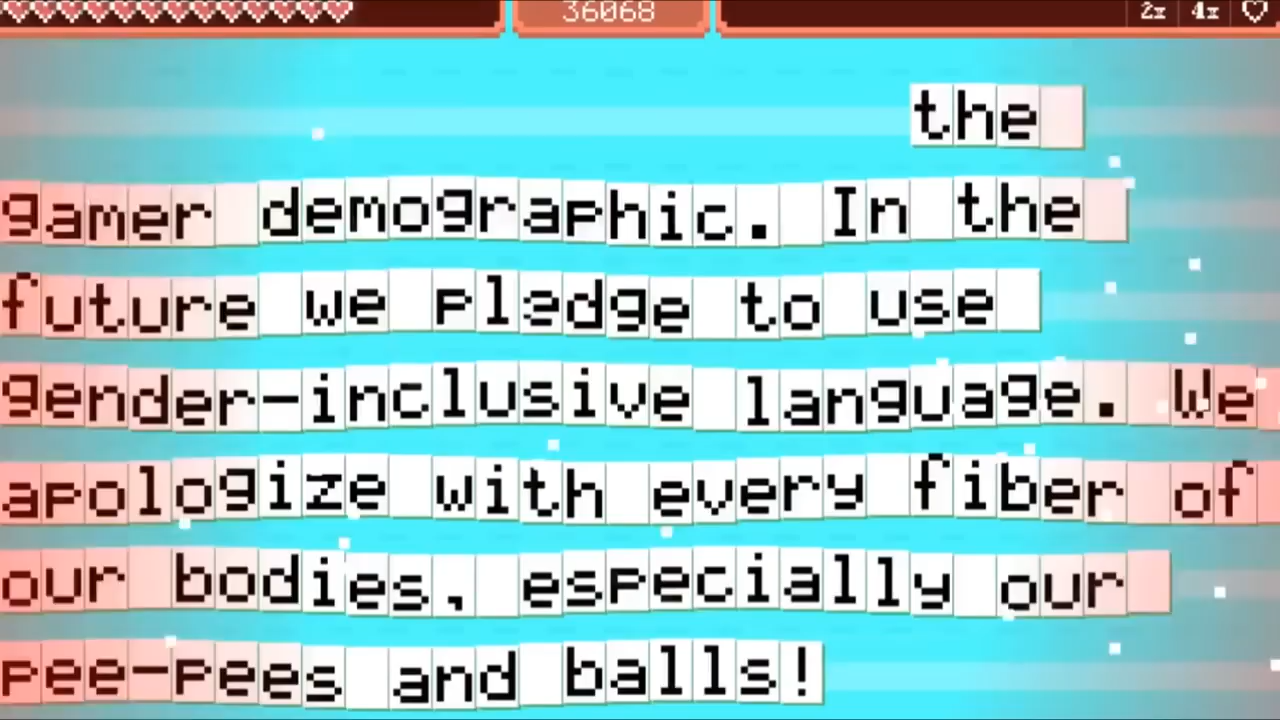 36068
2x 4x
the
gamer demographic. In the
future we pledge to use
gender-inclusive language. We
apologize with every fiber of
our bodies, especially our
pee-pees and balls!